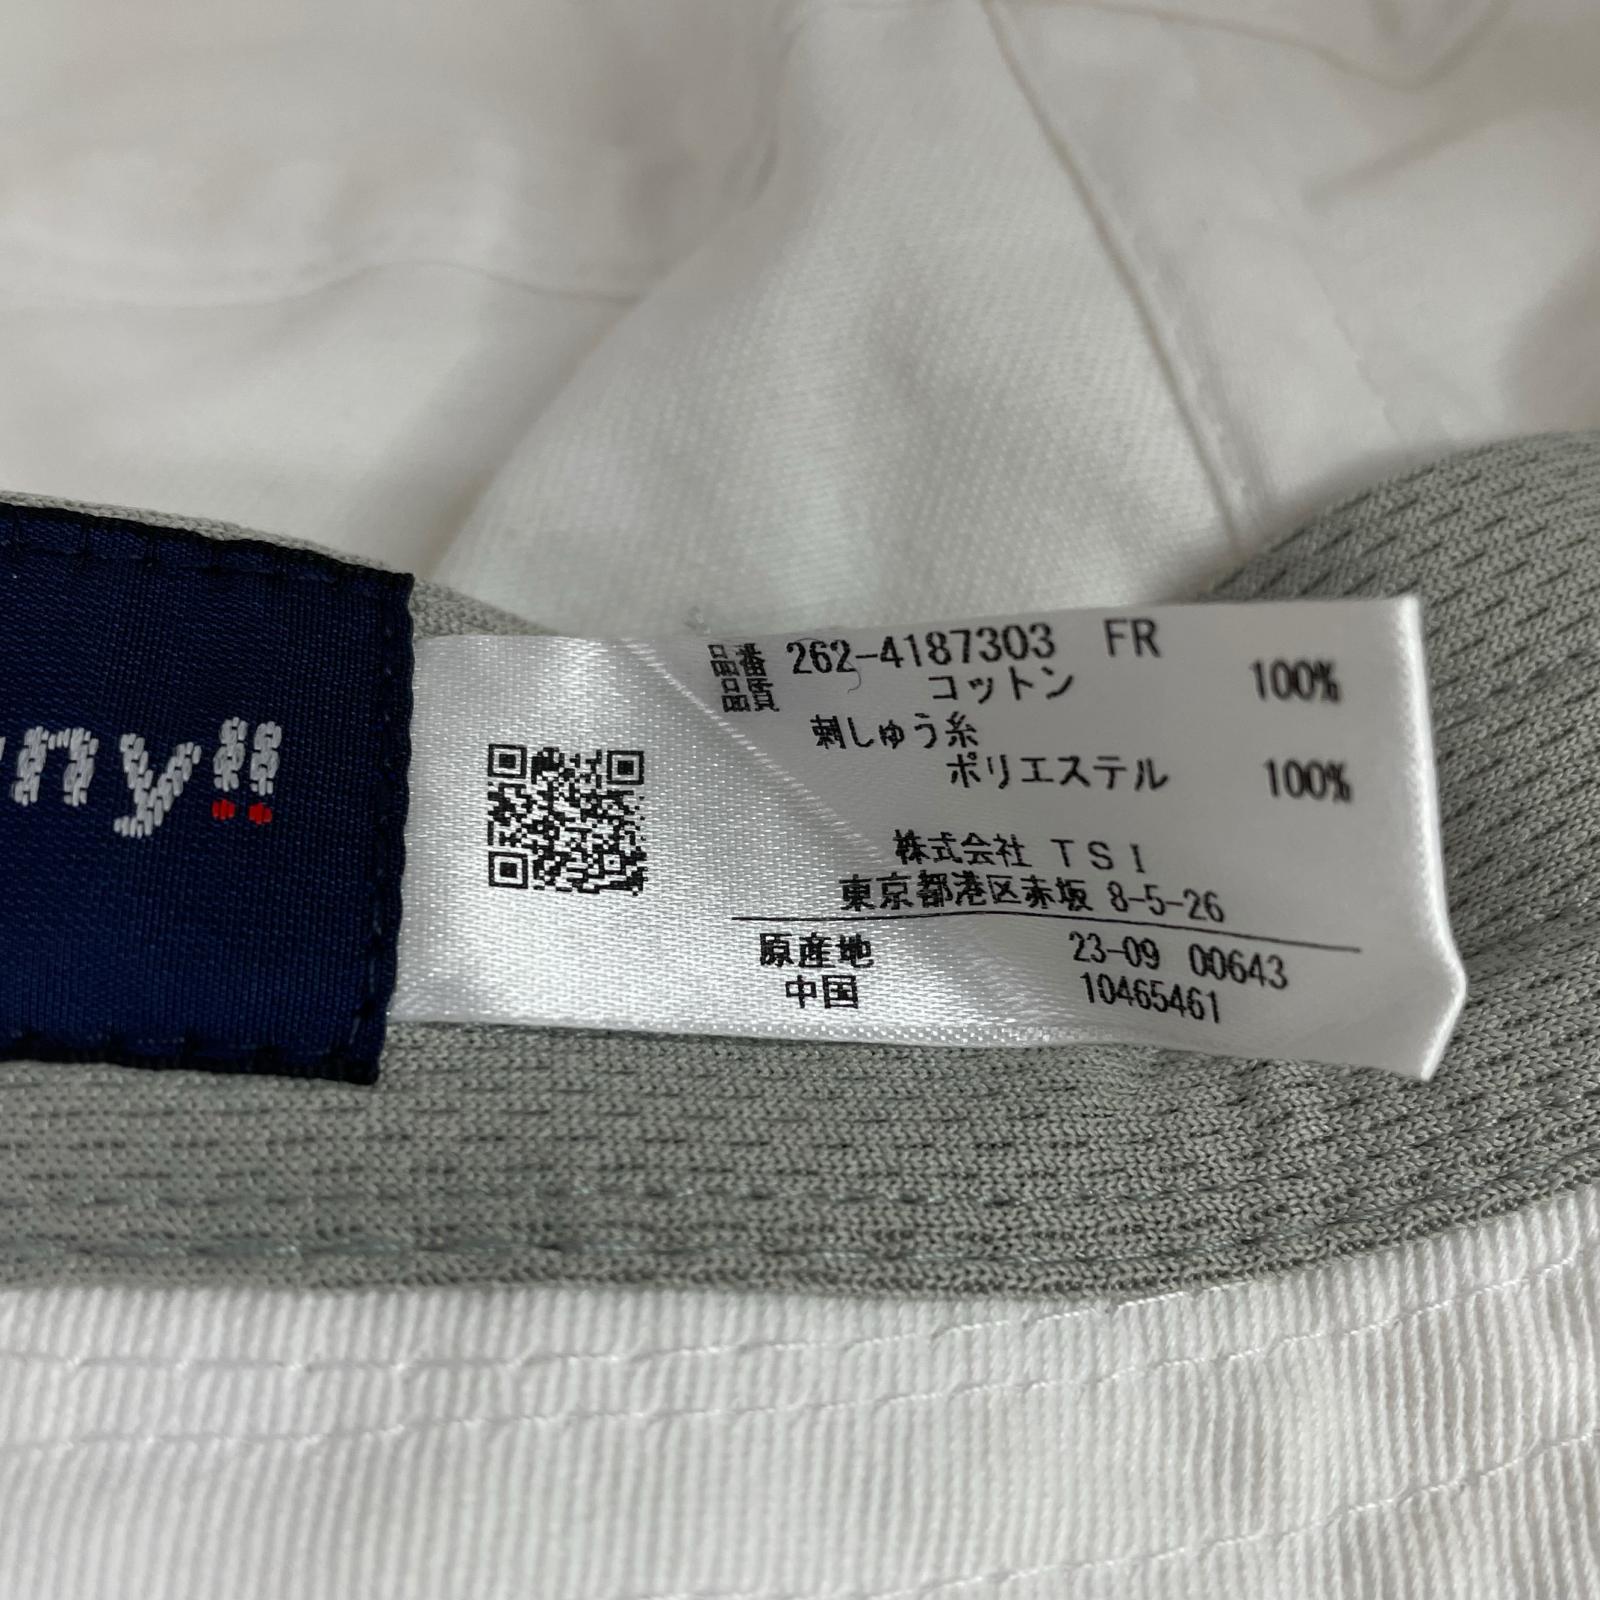 ny!!
品番 262-4187303 FR
品質 コットン 100%
刺しゅう糸
ポリエステル 100%
株式会社 TSI
東京都港区赤坂 8-5-26
原産地 23-09 00643
中国 10465461